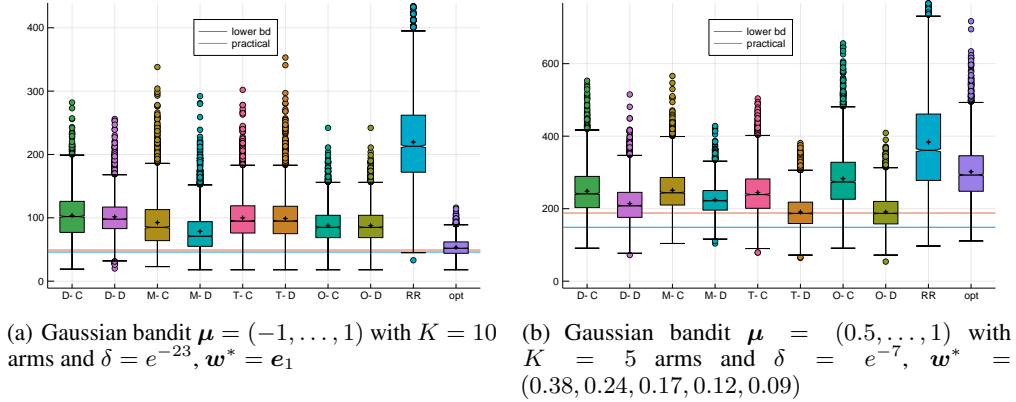 lower bd
practical
400
300
200
100
0
D- C D- D M- C M- D T- C T- D O- C O- D RR opt
lower bd
practical
600
400
200
0
D- C D- D M- C M- D T- C T- D O- C O- D RR opt
(a) Gaussian bandit μ = (−1, . . . , 1) with K = 10
arms and δ = e⁻²³, w* = e₁
(b) Gaussian bandit μ = (0.5, . . . , 1) with
K = 5 arms and δ = e⁻⁷, w* =
(0.38, 0.24, 0.17, 0.12, 0.09)